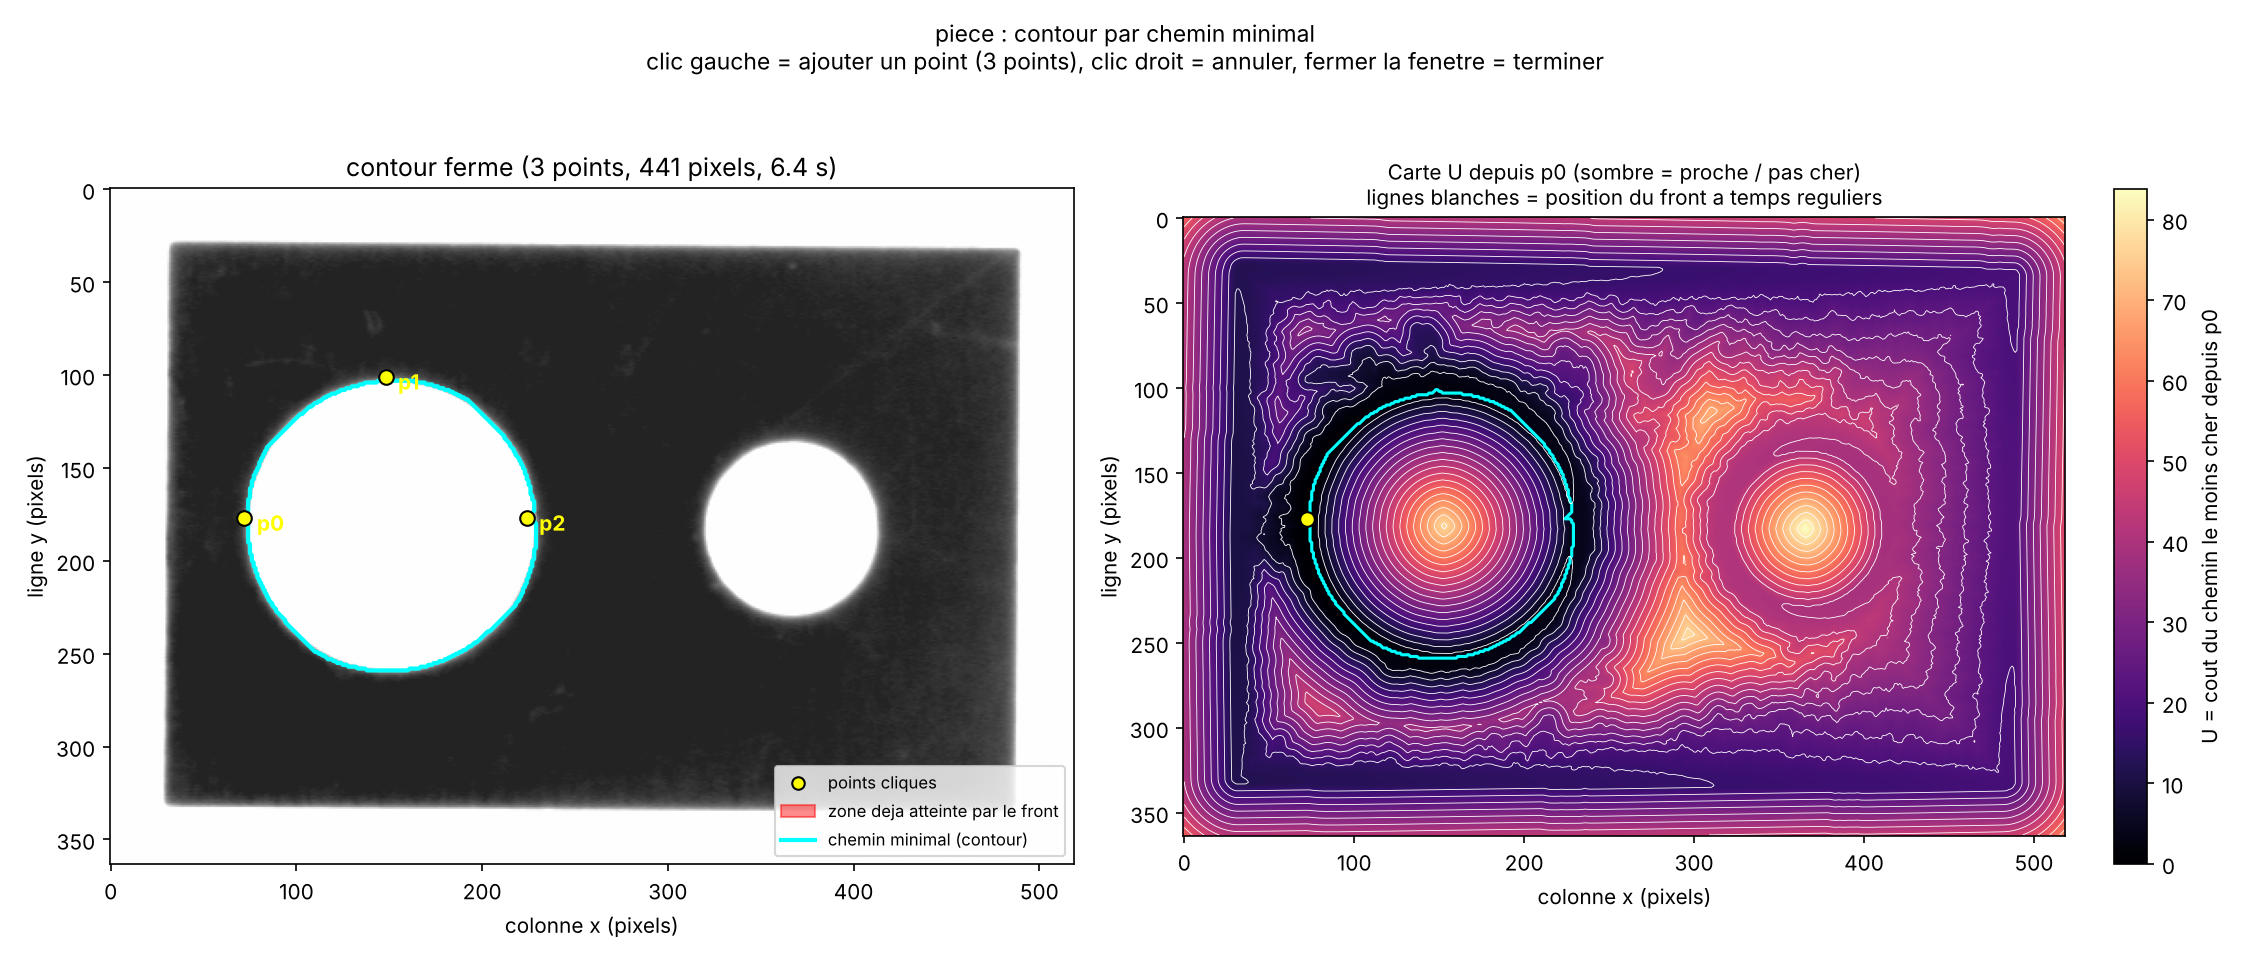 piece : contour par chemin minimal
clic gauche = ajouter un point (3 points), clic droit = annuler, fermer la fenetre = terminer
contour ferme (3 points, 441 pixels, 6.4 s)
0
50
100
150
200
250
300
350
ligne y (pixels)
p0
p1
p2
points cliques
zone deja atteinte par le front
chemin minimal (contour)
0
100
200
300
400
500
colonne x (pixels)
Carte U depuis p0 (sombre = proche / pas cher)
lignes blanches = position du front a temps reguliers
0
50
100
150
200
250
300
350
ligne y (pixels)
0
100
200
300
400
500
colonne x (pixels)
80
70
60
50
40
30
20
10
0
U = cout du chemin le moins cher depuis p0